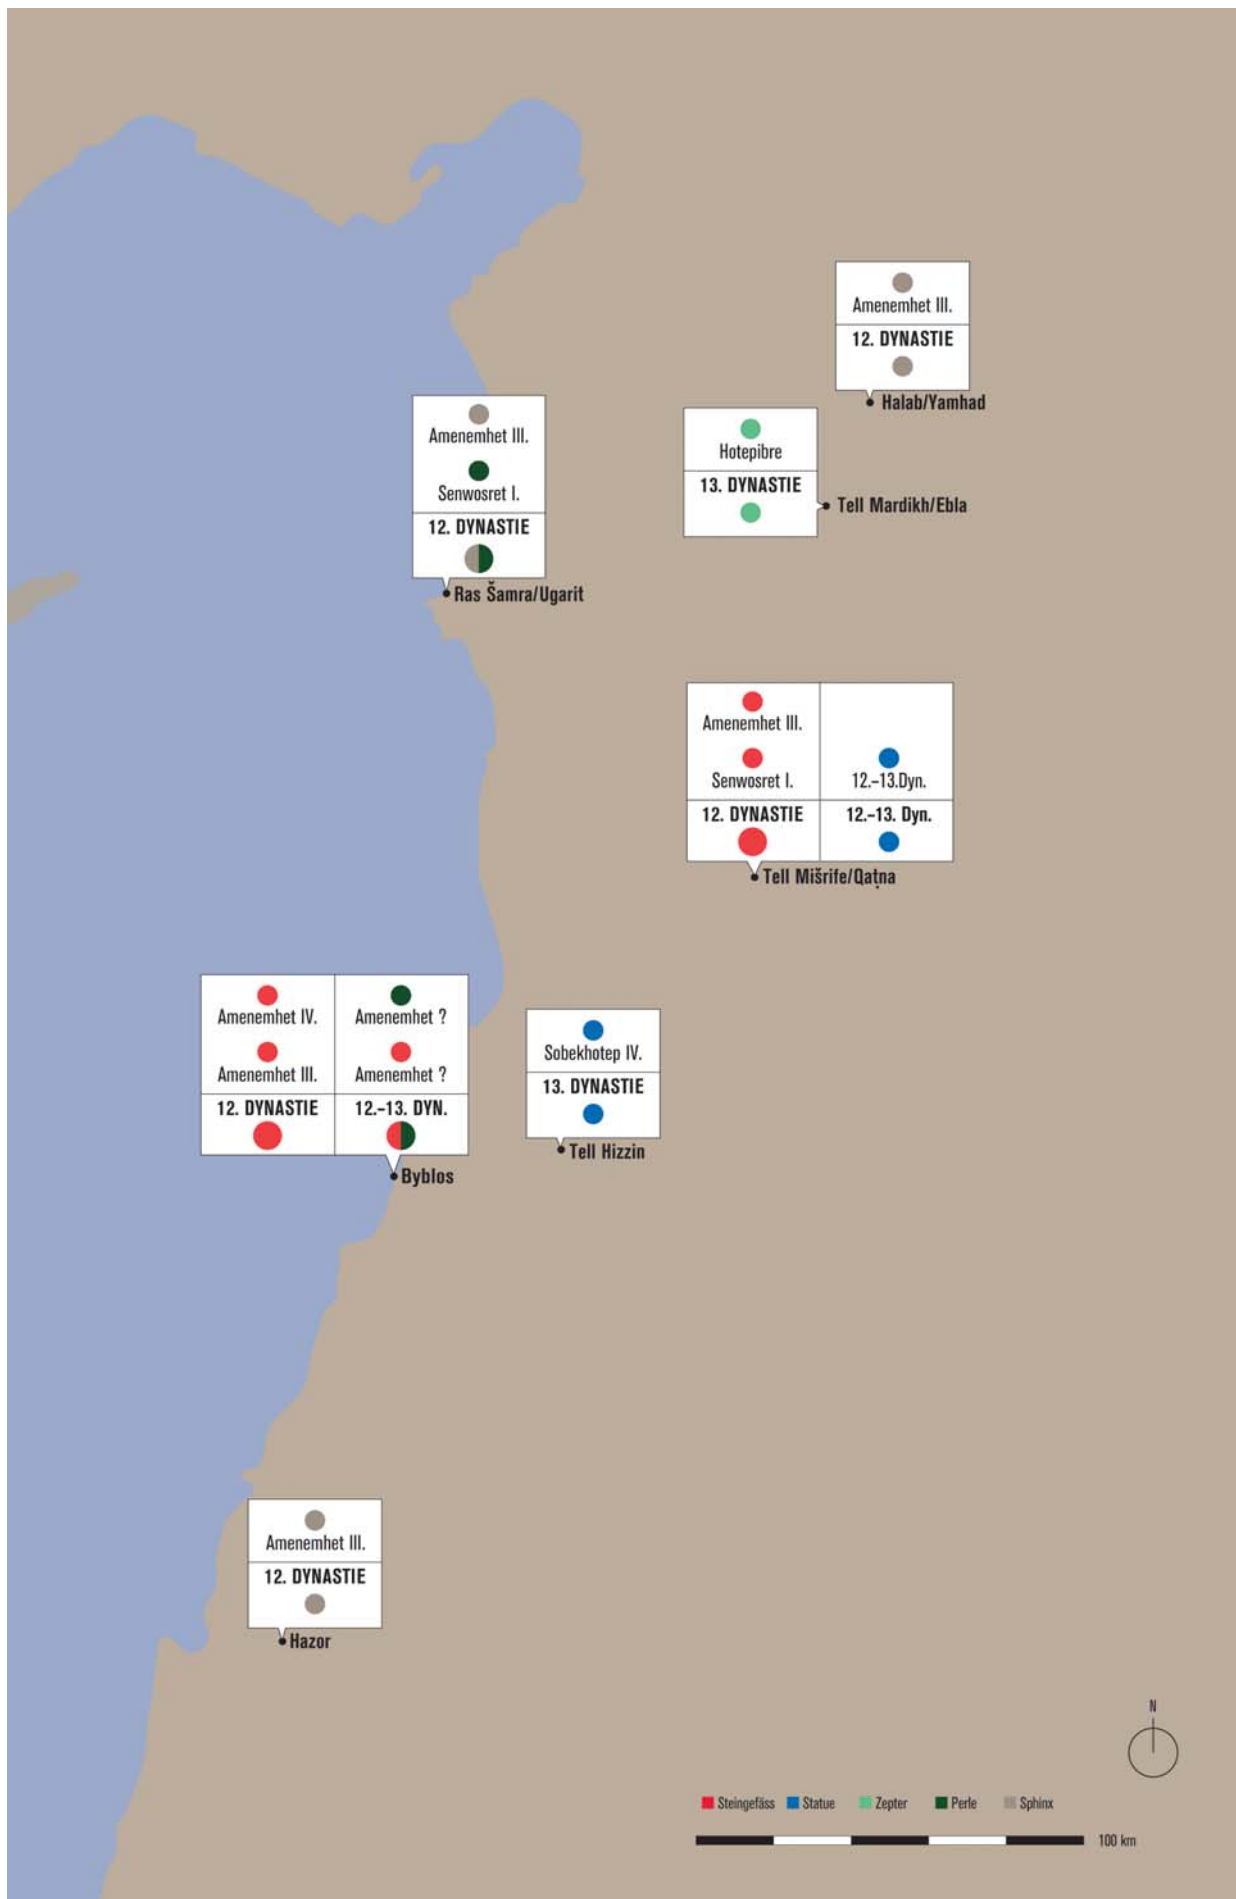 Amenemhet III.
12. DYNASTIE
Halab/Yamhad
Amenemhet III.
Senwosret I.
12. DYNASTIE
Ras Šamra/Ugarit
Hotepibre
13. DYNASTIE
Tell Mardikh/Ebla
Amenemhet III.
Senwosret I.
12. DYNASTIE
12.–13.Dyn.
12.–13. Dyn.
Tell Mišrife/Qaṭna
Amenemhet IV.
Amenemhet III.
12. DYNASTIE
Amenemhet ?
Amenemhet ?
12.–13. DYN.
Byblos
Sobekhotep IV.
13. DYNASTIE
Tell Hizzin
Amenemhet III.
12. DYNASTIE
Hazor
N
Steingefäss Statue Zepter Perle Sphinx
100 km